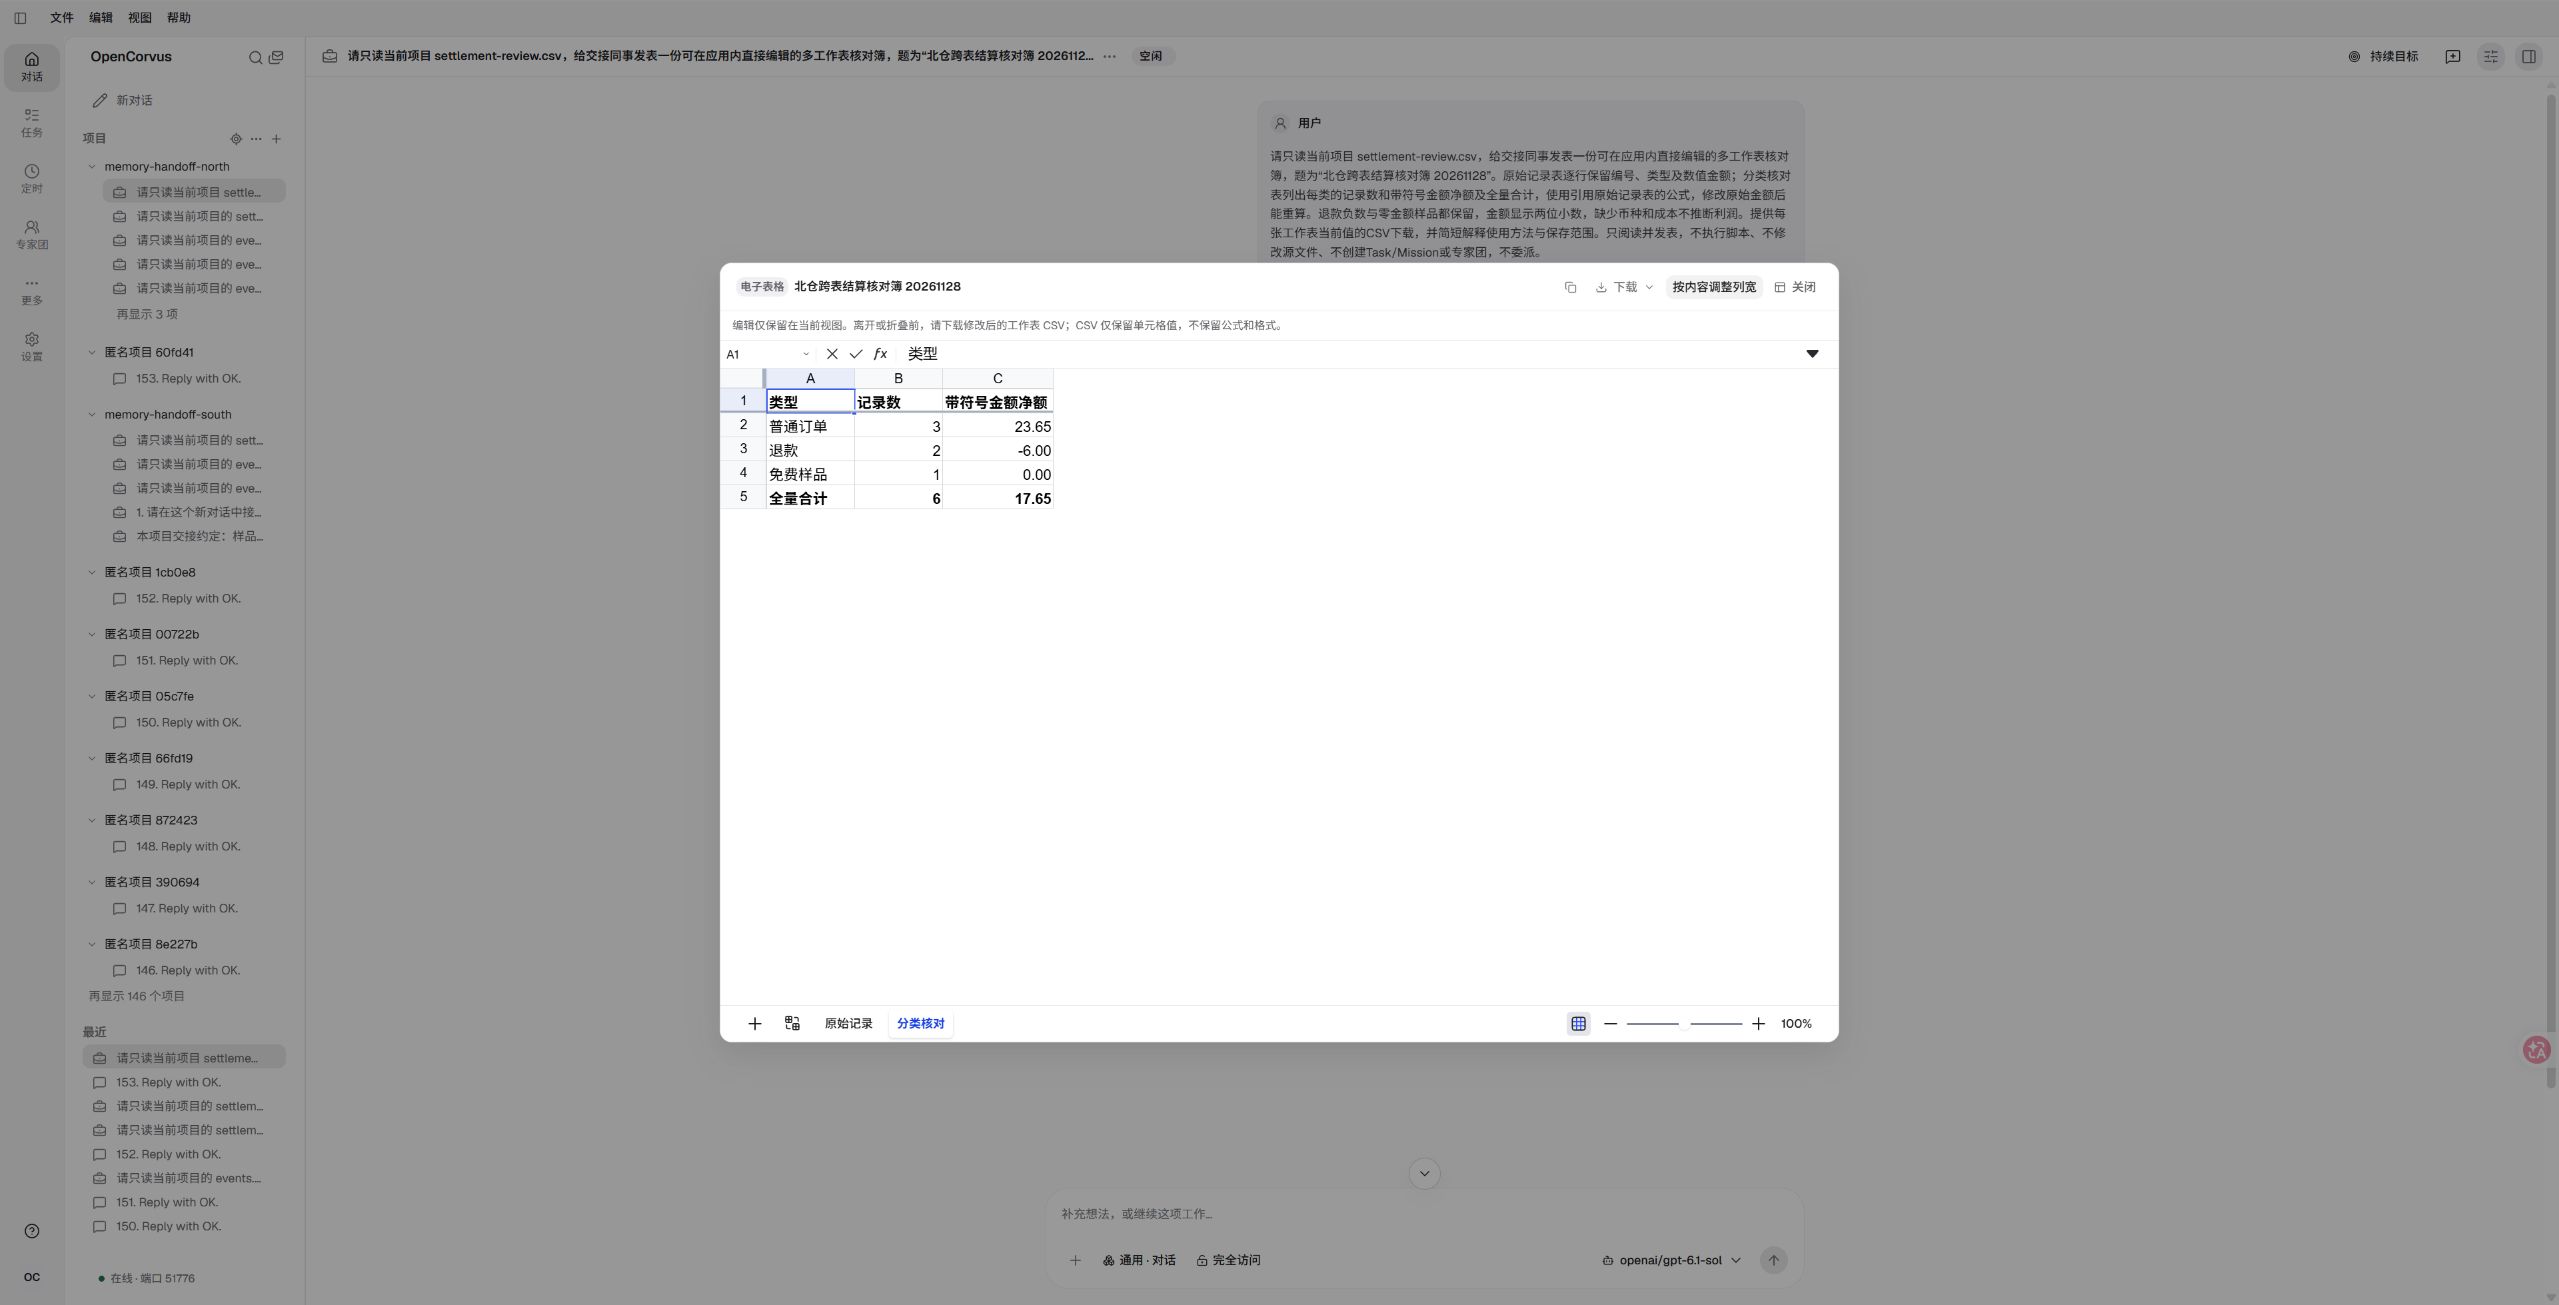 文件 编辑 视图 帮助
对话
任务
定时
专家团
更多
设置
OC
OpenCorvus
新对话
项目
memory-handoff-north
请只读当前项目 settle...
请只读当前项目的 sett...
请只读当前项目的 eve...
请只读当前项目的 eve...
请只读当前项目的 eve...
再显示 3 项
匿名项目 60fd41
153. Reply with OK.
memory-handoff-south
请只读当前项目的 sett...
请只读当前项目的 eve...
请只读当前项目的 eve...
1. 请在这个新对话中接...
本项目交接约定：样品...
匿名项目 1cb0e8
152. Reply with OK.
匿名项目 00722b
151. Reply with OK.
匿名项目 05c7fe
150. Reply with OK.
匿名项目 66fd19
149. Reply with OK.
匿名项目 872423
148. Reply with OK.
匿名项目 390694
147. Reply with OK.
匿名项目 8e227b
146. Reply with OK.
再显示 146 个项目
最近
请只读当前项目 settleme...
153. Reply with OK.
请只读当前项目的 settlem...
请只读当前项目的 settlem...
152. Reply with OK.
请只读当前项目的 events....
151. Reply with OK.
150. Reply with OK.
在线 · 端口 51776
请只读当前项目 settlement-review.csv，给交接同事发表一份可在应用内直接编辑的多工作表核对簿，题为“北仓跨表结算核对簿 2026112... 空闲
持续目标
用户
请只读当前项目 settlement-review.csv，给交接同事发表一份可在应用内直接编辑的多工作表核对
簿，题为“北仓跨表结算核对簿 20261128”。原始记录表逐行保留编号、类型及数值金额；分类核对
表列出每类的记录数和带符号金额净额及全量合计，使用引用原始记录表的公式，修改原始金额后
能重算。退款负数与零金额样品都保留，金额显示两位小数，缺少币种和成本不推断利润。提供每
张工作表当前值的CSV下载，并简短解释使用方法与保存范围。只阅读并发表，不执行脚本、不修
改源文件、不创建Task/Mission或专家团，不委派。
电子表格 北仓跨表结算核对簿 20261128
下载 按内容调整列宽 关闭
编辑仅保留在当前视图。离开或折叠前，请下载修改后的工作表 CSV；CSV 仅保留单元格值，不保留公式和格式。
A1 fx 类型
A B C
1 类型 记录数 带符号金额净额
2 普通订单 3 23.65
3 退款 2 -6.00
4 免费样品 1 0.00
5 全量合计 6 17.65
原始记录 分类核对
100%
补充想法，或继续这项工作...
通用 · 对话 完全访问
openai/gpt-6.1-sol